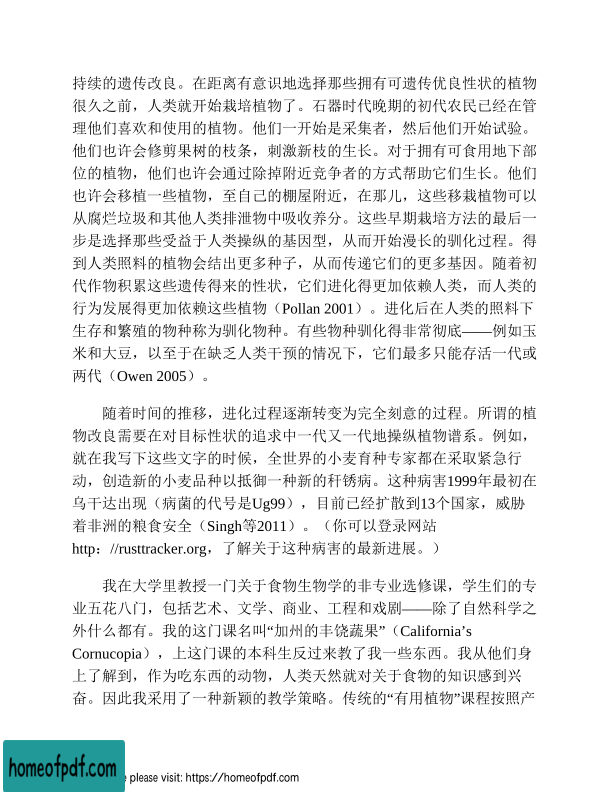 持续的遗传改良。在距离有意识地选择那些拥有可遗传优良性状的植物
很久之前，人类就开始栽培植物了。石器时代晚期的初代农民已经在管
理他们喜欢和使用的植物。他们一开始是采集者，然后他们开始试验。
他们也许会修剪果树的枝条，刺激新枝的生长。对于拥有可食用地下部
位的植物，他们也许会通过除掉附近竞争者的方式帮助它们生长。他们
也许会移植一些植物，至自己的棚屋附近，在那儿，这些移栽植物可以
从腐烂垃圾和其他人类排泄物中吸收养分。这些早期栽培方法的最后一
步是选择那些受益于人类操纵的基因型，从而开始漫长的驯化过程。得
到人类照料的植物会结出更多种子，从而传递它们的更多基因。随着初
代作物积累这些遗传得来的性状，它们进化得更加依赖人类，而人类的
行为发展得更加依赖这些植物（Pollan 2001）。进化后在人类的照料下
生存和繁殖的物种称为驯化物种。有些物种驯化得非常彻底——例如玉
米和大豆，以至于在缺乏人类干预的情况下，它们最多只能存活一代或
两代（Owen 2005）。
随着时间的推移，进化过程逐渐转变为完全刻意的过程。所谓的植
物改良需要在对目标性状的追求中一代又一代地操纵植物谱系。例如，
就在我写下这些文字的时候，全世界的小麦育种专家都在采取紧急行
动，创造新的小麦品种以抵御一种新的秆锈病。这种病害1999年最初在
乌干达出现（病菌的代号是Ug99），目前已经扩散到13个国家，威胁
着非洲的粮食安全（Singh等2011）。（你可以登录网站
http：//rusttracker.org，了解关于这种病害的最新进展。）
我在大学里教授一门关于食物生物学的非专业选修课，学生们的专
业五花八门，包括艺术、文学、商业、工程和戏剧——除了自然科学之
外什么都有。我的这门课名叫“加州的丰饶蔬果”（California’s
Cornucopia），上这门课的本科生反过来教了我一些东西。我从他们身
上了解到，作为吃东西的动物，人类天然就对关于食物的知识感到兴
奋。因此我采用了一种新颖的教学策略。传统的“有用植物”课程按照产
homeofpdf.com
e please visit: https://homeofpdf.com